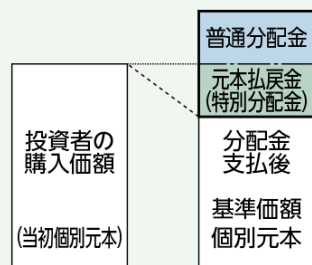 普通分配金
元本払戻金
(特別分配金)
投資者の
購入価額
(当初個別元本)
分配金
支払後
基準価額
個別元本